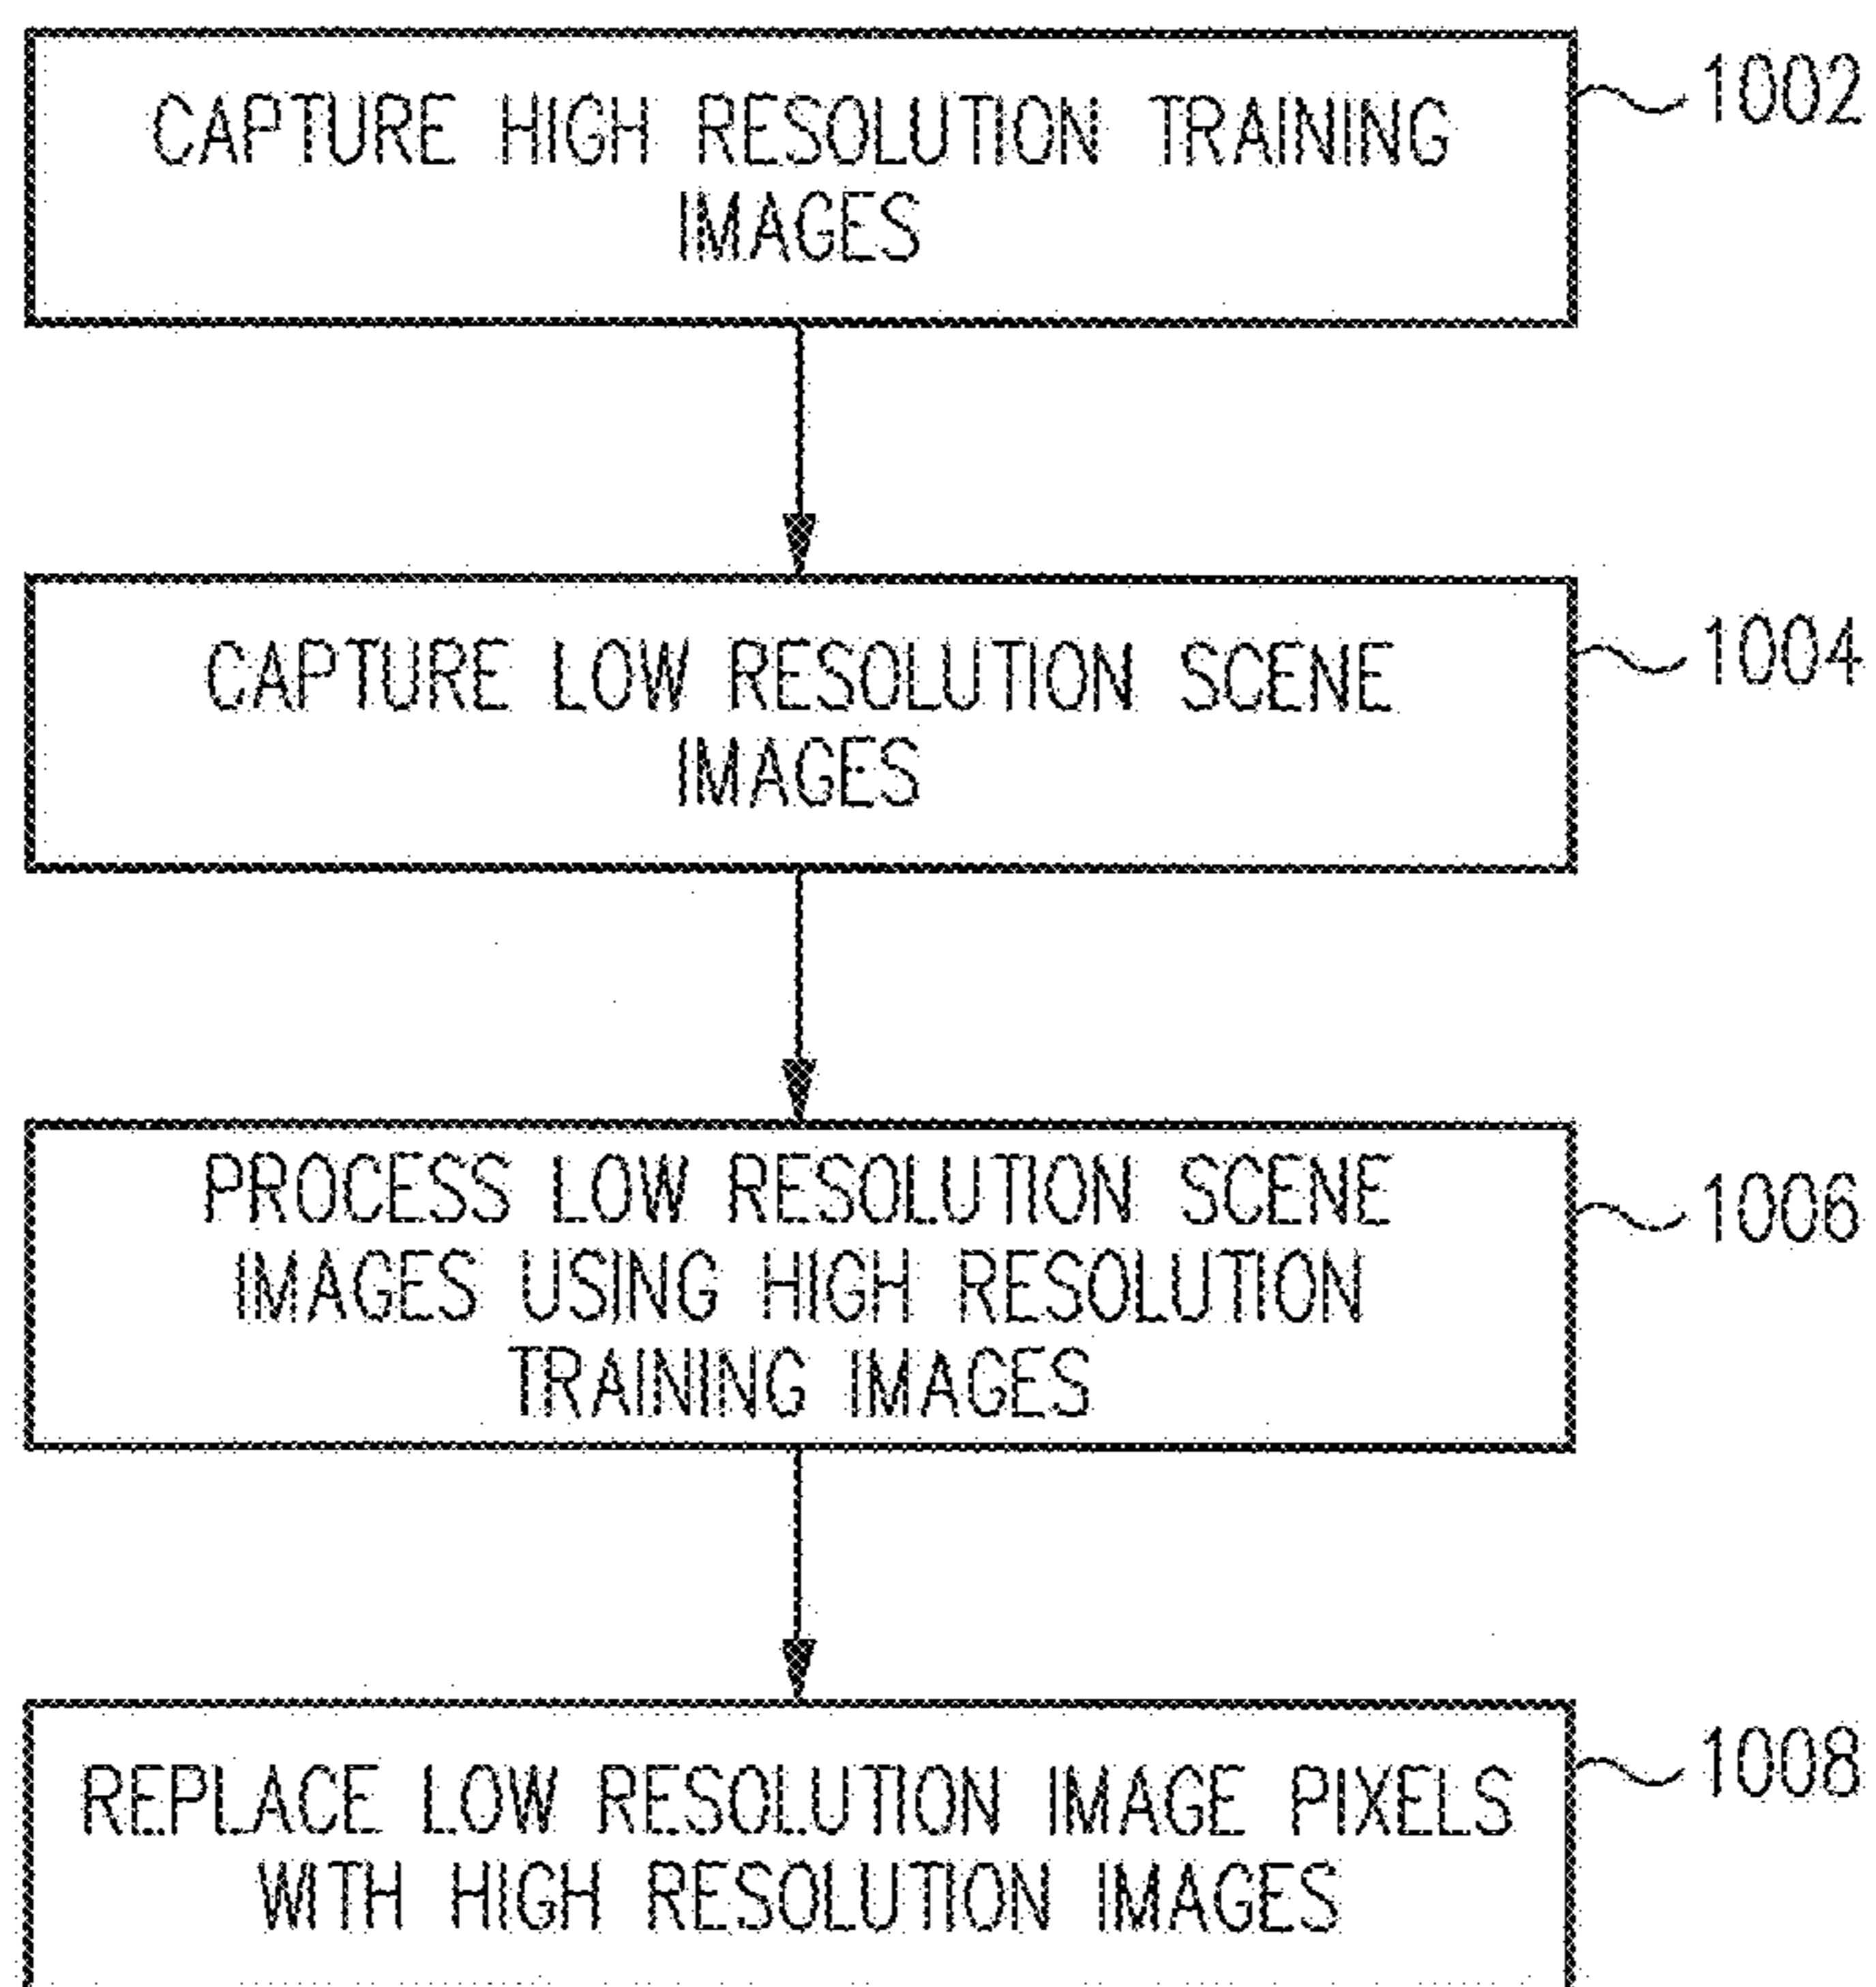 CAPTURE HIGH RESOLUTION TRAINING
IMAGES
1002
CAPTURE LOW RESOLUTION SCENE
IMAGES
1004
PROCESS LOW RESOLUTION SCENE
IMAGES USING HIGH RESOLUTION
TRAINING IMAGES
1006
REPLACE LOW RESOLUTION IMAGE PIXELS
WITH HIGH RESOLUTION IMAGES
1008